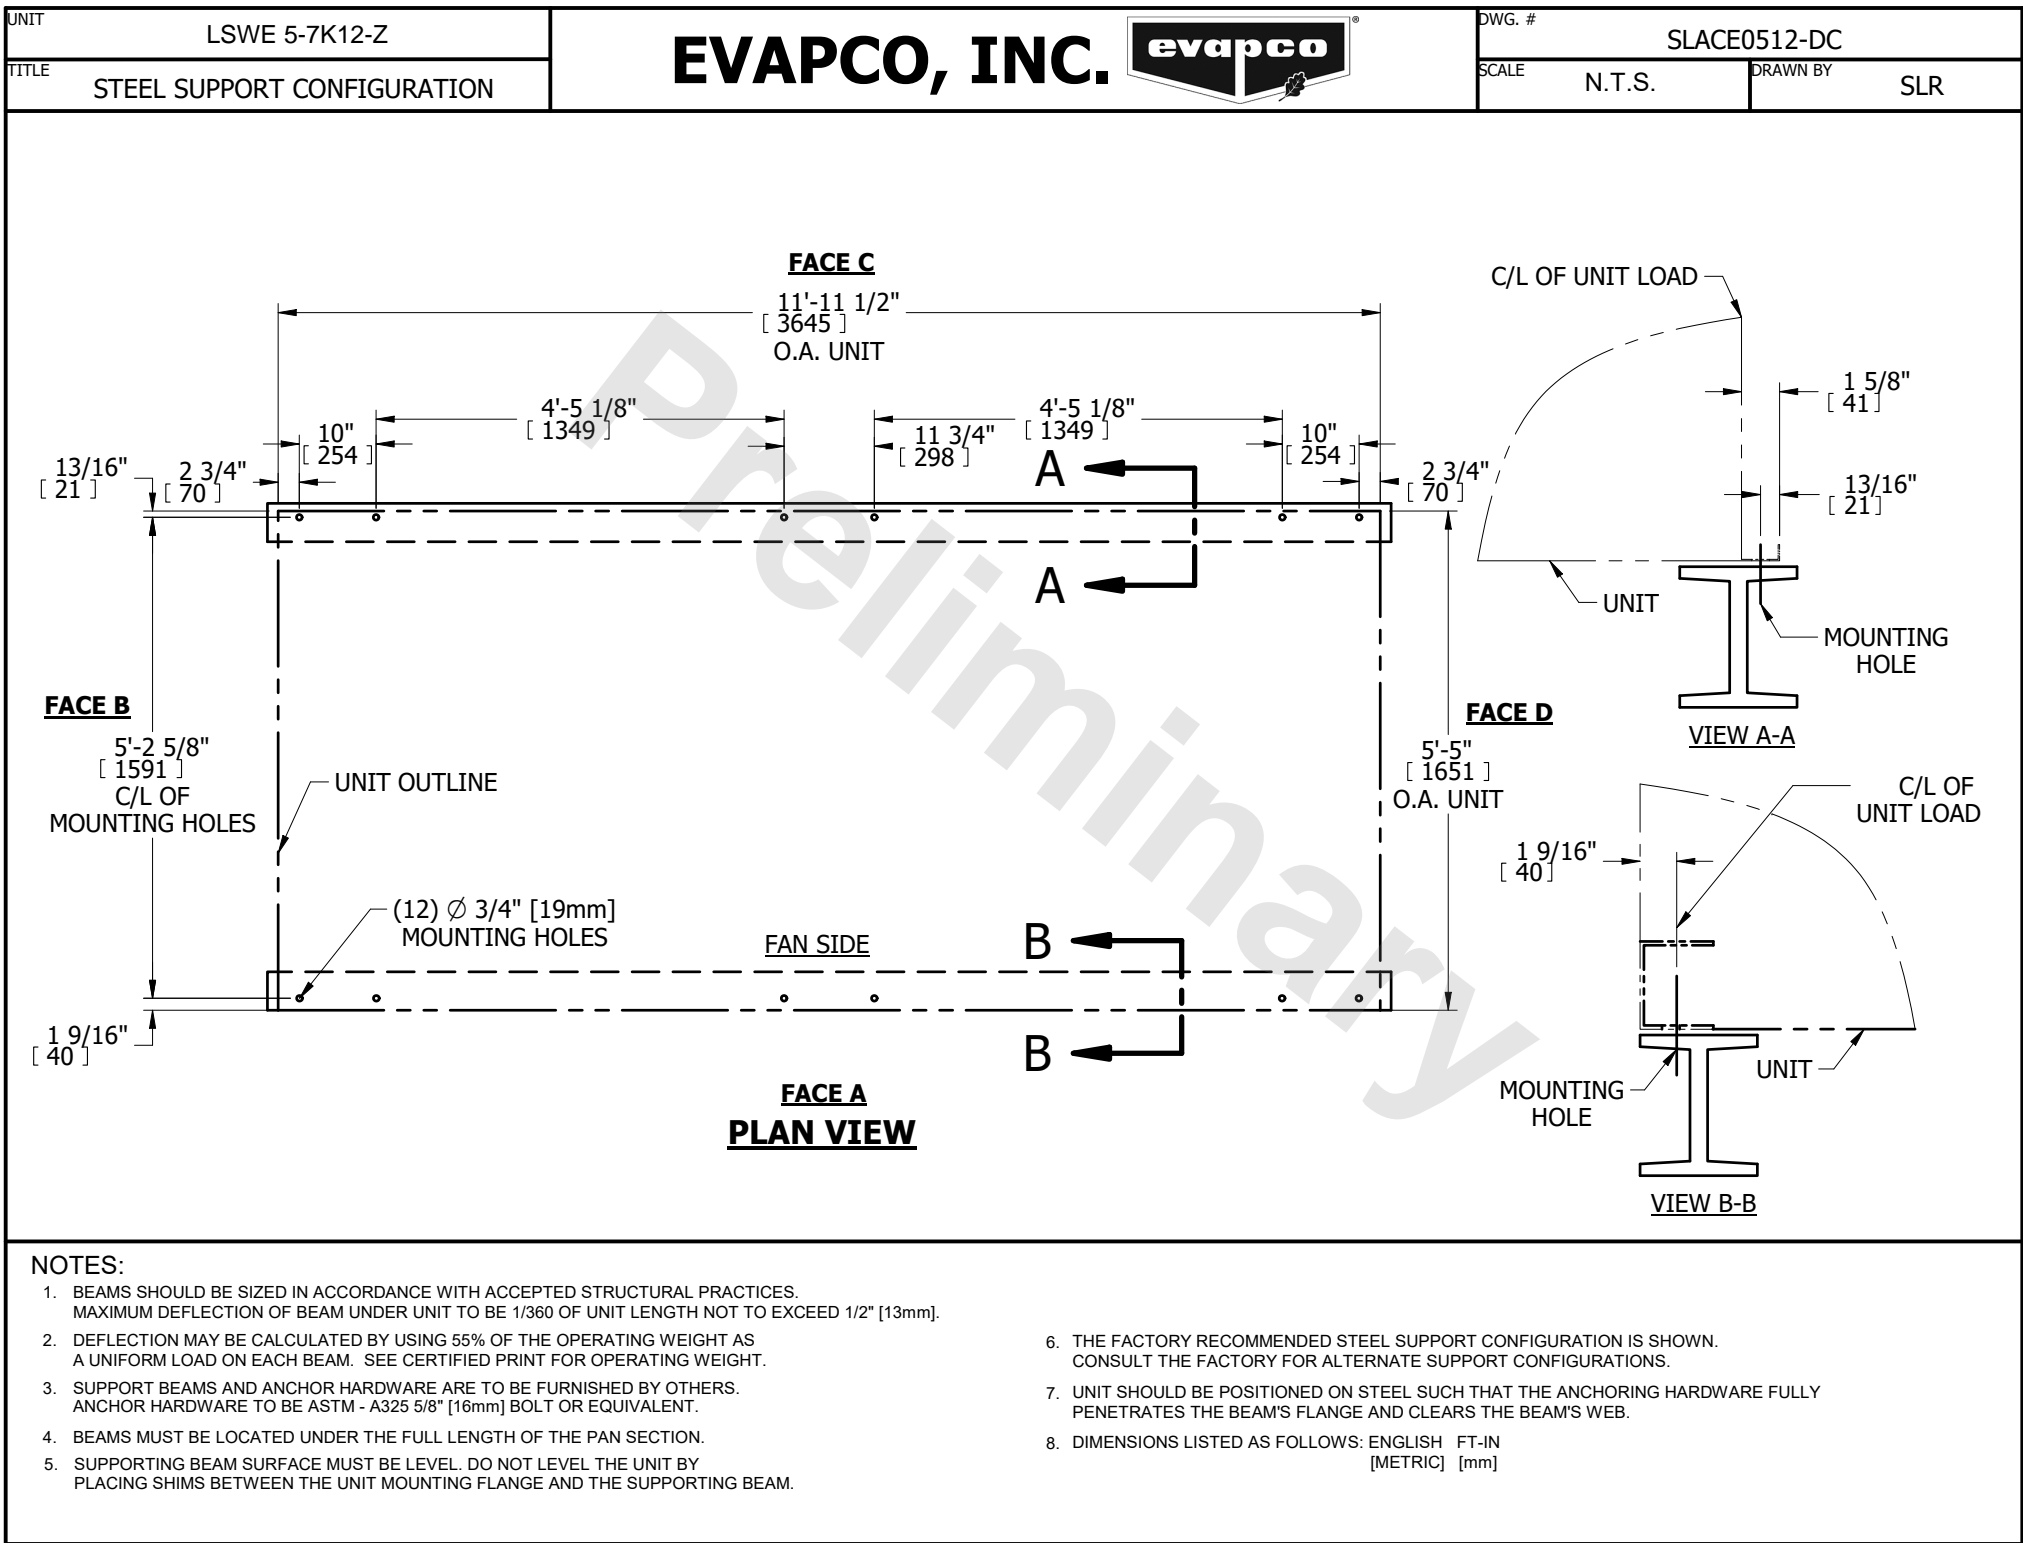 UNIT
LSWE 5-7K12-Z
TITLE
STEEL SUPPORT CONFIGURATION
EVAPCO, INC.
evapco
®
DWG. #
SLACE0512-DC
SCALE
N.T.S.
DRAWN BY
SLR
FACE C
11'-11 1/2"
[ 3645 ]
O.A. UNIT
4'-5 1/8"
[ 1349 ]
4'-5 1/8"
[ 1349 ]
10"
[ 254 ]
11 3/4"
[ 298 ]
10"
[ 254 ]
13/16"
[ 21 ]
2 3/4"
[ 70 ]
2 3/4"
[ 70 ]
A
A
FACE B
5'-2 5/8"
[ 1591 ]
C/L OF
MOUNTING HOLES
UNIT OUTLINE
FACE D
5'-5"
[ 1651 ]
O.A. UNIT
(12) Ø 3/4" [19mm]
MOUNTING HOLES
FAN SIDE
B
B
1 9/16"
[ 40 ]
FACE A
PLAN VIEW
Preliminary
C/L OF UNIT LOAD
1 5/8"
[ 41 ]
13/16"
[ 21 ]
UNIT
MOUNTING
HOLE
VIEW A-A
C/L OF
UNIT LOAD
1 9/16"
[ 40 ]
UNIT
MOUNTING
HOLE
VIEW B-B
NOTES:
1. BEAMS SHOULD BE SIZED IN ACCORDANCE WITH ACCEPTED STRUCTURAL PRACTICES.
MAXIMUM DEFLECTION OF BEAM UNDER UNIT TO BE 1/360 OF UNIT LENGTH NOT TO EXCEED 1/2" [13mm].
2. DEFLECTION MAY BE CALCULATED BY USING 55% OF THE OPERATING WEIGHT AS
A UNIFORM LOAD ON EACH BEAM. SEE CERTIFIED PRINT FOR OPERATING WEIGHT.
3. SUPPORT BEAMS AND ANCHOR HARDWARE ARE TO BE FURNISHED BY OTHERS.
ANCHOR HARDWARE TO BE ASTM - A325 5/8" [16mm] BOLT OR EQUIVALENT.
4. BEAMS MUST BE LOCATED UNDER THE FULL LENGTH OF THE PAN SECTION.
5. SUPPORTING BEAM SURFACE MUST BE LEVEL. DO NOT LEVEL THE UNIT BY
PLACING SHIMS BETWEEN THE UNIT MOUNTING FLANGE AND THE SUPPORTING BEAM.
6. THE FACTORY RECOMMENDED STEEL SUPPORT CONFIGURATION IS SHOWN.
CONSULT THE FACTORY FOR ALTERNATE SUPPORT CONFIGURATIONS.
7. UNIT SHOULD BE POSITIONED ON STEEL SUCH THAT THE ANCHORING HARDWARE FULLY
PENETRATES THE BEAM'S FLANGE AND CLEARS THE BEAM'S WEB.
8. DIMENSIONS LISTED AS FOLLOWS: ENGLISH FT-IN
[METRIC] [mm]